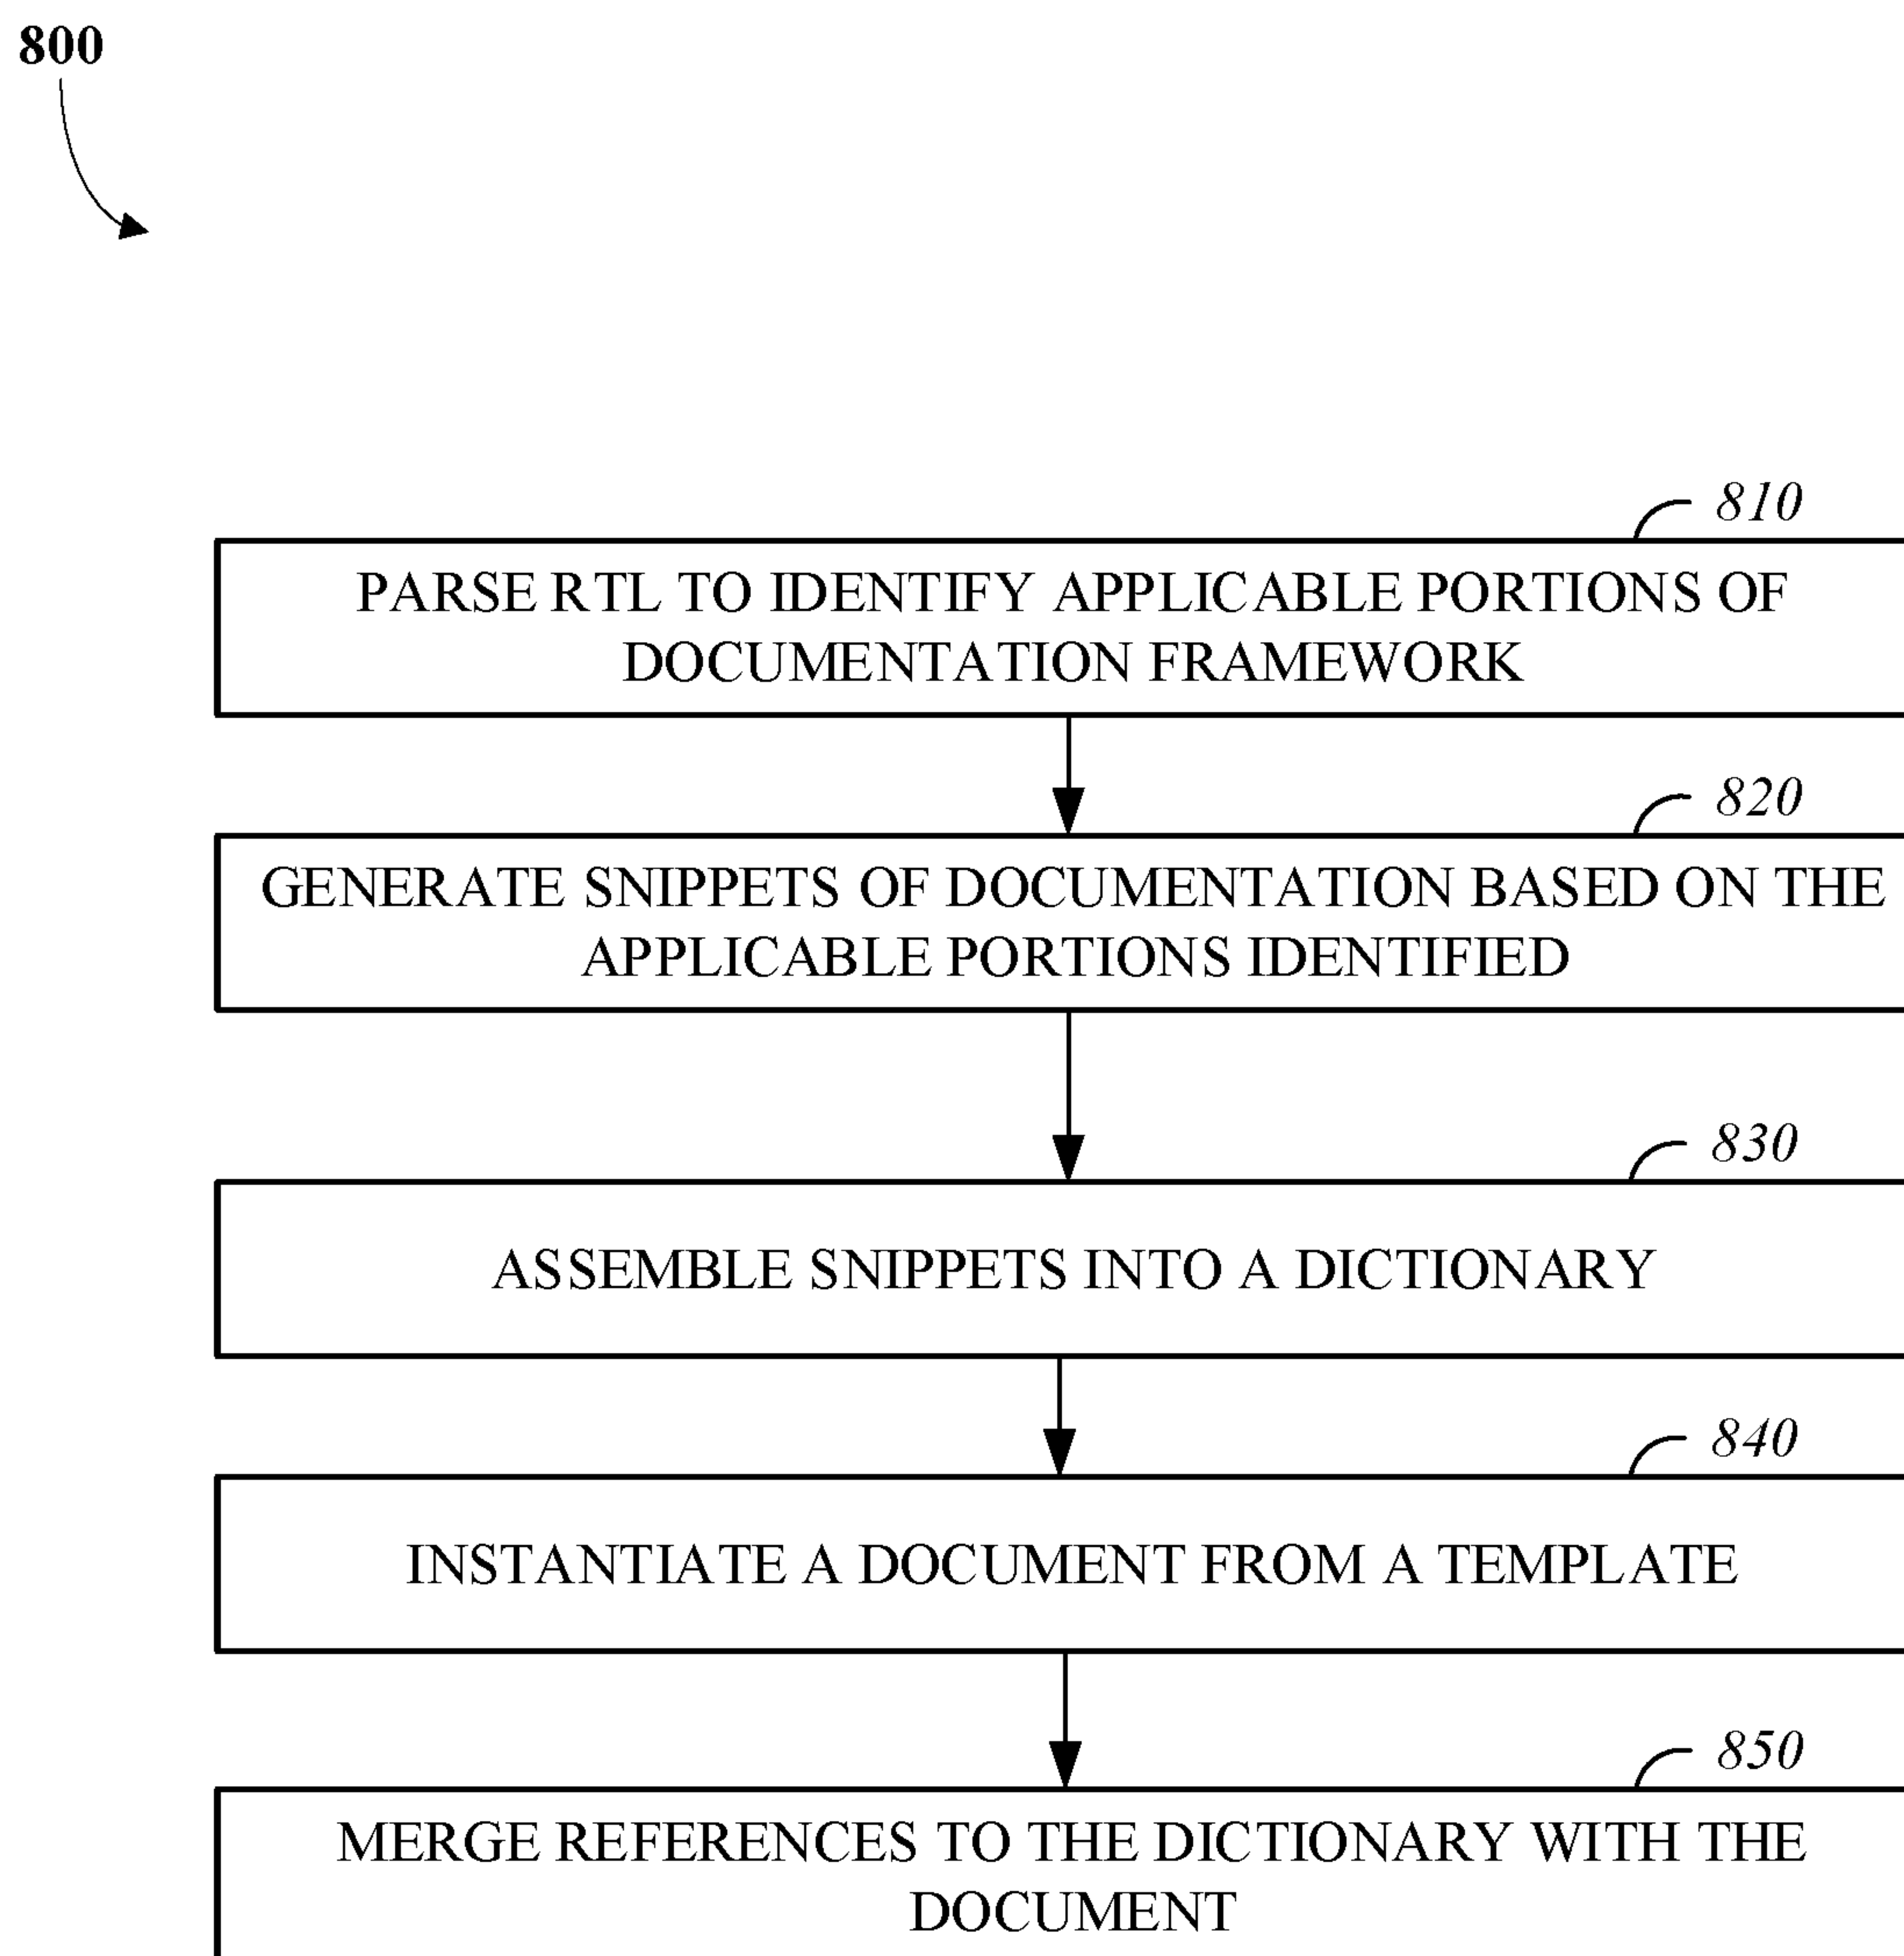 800
810
PARSE RTL TO IDENTIFY APPLICABLE PORTIONS OF
DOCUMENTATION FRAMEWORK
820
GENERATE SNIPPETS OF DOCUMENTATION BASED ON THE
APPLICABLE PORTIONS IDENTIFIED
830
ASSEMBLE SNIPPETS INTO A DICTIONARY
840
INSTANTIATE A DOCUMENT FROM A TEMPLATE
850
MERGE REFERENCES TO THE DICTIONARY WITH THE
DOCUMENT